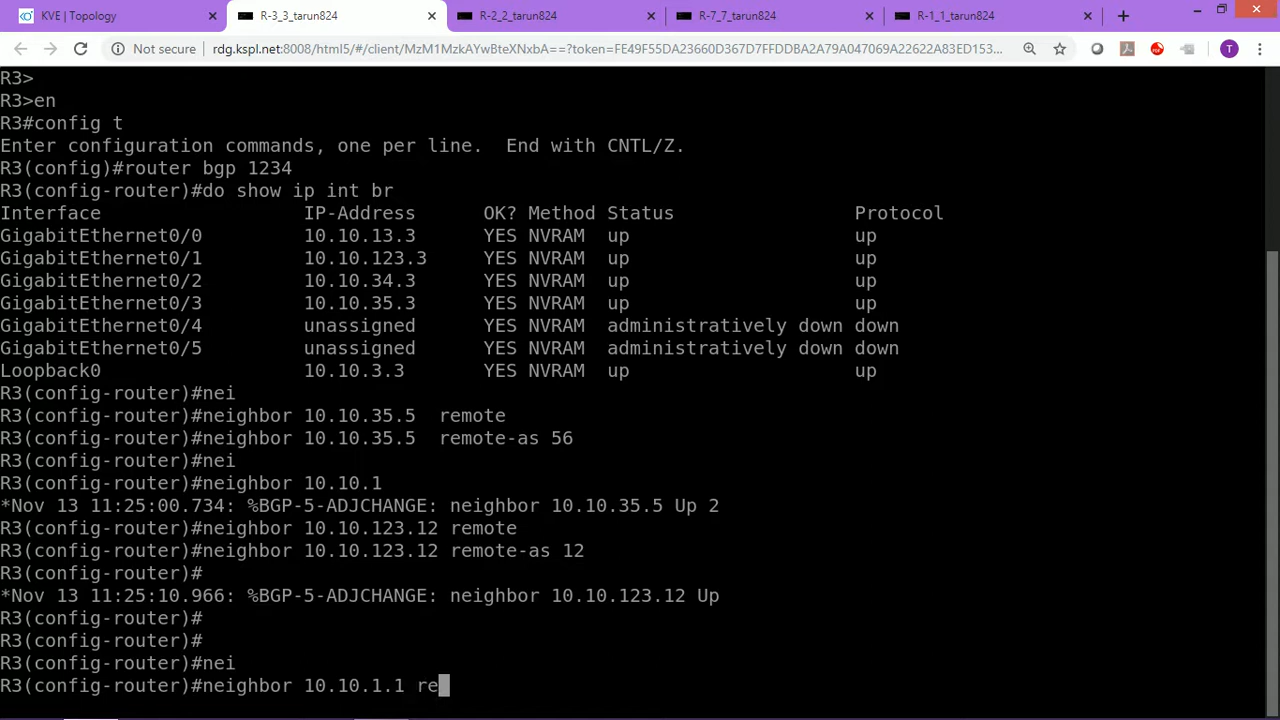 KVE | Topology
R-3_3_tarun824
R-2_2_tarun824
R-7_7_tarun824
R-1_1_tarun824
Not secure
rdg.kspl.net:8008/html5/#/client/MzM1MzkAYwBteXNxbA==?token=FE49F55DA23660D367D7FFDDBA2A79A047069A22622A83ED153...
T
R3>
R3>en
R3#config t
Enter configuration commands, one per line.  End with CNTL/Z.
R3(config)#router bgp 1234
R3(config-router)#do show ip int br
Interface                  IP-Address      OK? Method Status                Protocol
GigabitEthernet0/0         10.10.13.3      YES NVRAM  up                    up
GigabitEthernet0/1         10.10.123.3     YES NVRAM  up                    up
GigabitEthernet0/2         10.10.34.3      YES NVRAM  up                    up
GigabitEthernet0/3         10.10.35.3      YES NVRAM  up                    up
GigabitEthernet0/4         unassigned      YES NVRAM  administratively down down
GigabitEthernet0/5         unassigned      YES NVRAM  administratively down down
Loopback0                  10.10.3.3       YES NVRAM  up                    up
R3(config-router)#nei
R3(config-router)#neighbor 10.10.35.5  remote
R3(config-router)#neighbor 10.10.35.5  remote-as 56
R3(config-router)#nei
R3(config-router)#neighbor 10.10.1
*Nov 13 11:25:00.734: %BGP-5-ADJCHANGE: neighbor 10.10.35.5 Up 2
R3(config-router)#neighbor 10.10.123.12 remote
R3(config-router)#neighbor 10.10.123.12 remote-as 12
R3(config-router)#
*Nov 13 11:25:10.966: %BGP-5-ADJCHANGE: neighbor 10.10.123.12 Up
R3(config-router)#
R3(config-router)#
R3(config-router)#nei
R3(config-router)#neighbor 10.10.1.1 re